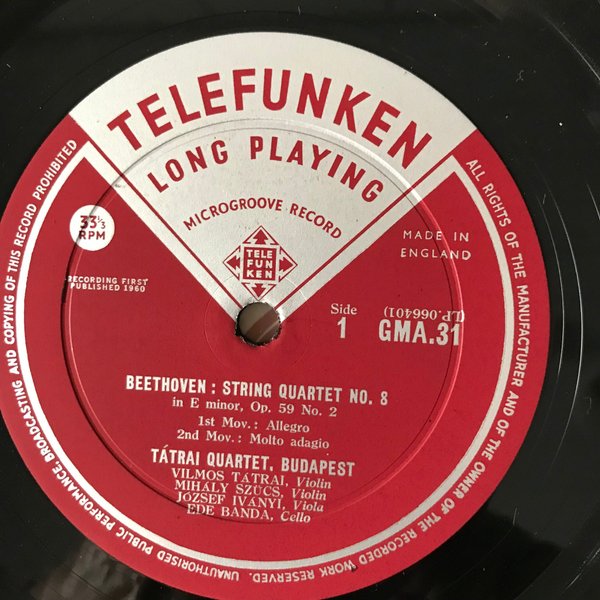 TELEFUNKEN
LONG PLAYING
MICROGROOVE RECORD
TELE
FUN
KEN
33⅓
RPM
MADE IN
ENGLAND
RECORDING FIRST
PUBLISHED 1960
Side
1
(LP.066401)
GMA.31
BEETHOVEN : STRING QUARTET NO. 8
in E minor, Op. 59 No. 2
1st Mov.: Allegro
2nd Mov.: Molto adagio
TÁTRAI QUARTET, BUDAPEST
VILMOS TÁTRAI, Violin
MIHÁLY SZÜCS, Violin
JÓZSEF IVÁNYI, Viola
EDE BANDA, Cello
ALL RIGHTS OF THE MANUFACTURER AND OF THE OWNER OF THE RECORDED WORK RESERVED. UNAUTHORISED PUBLIC PERFORMANCE, BROADCASTING AND COPYING OF THIS RECORD PROHIBITED